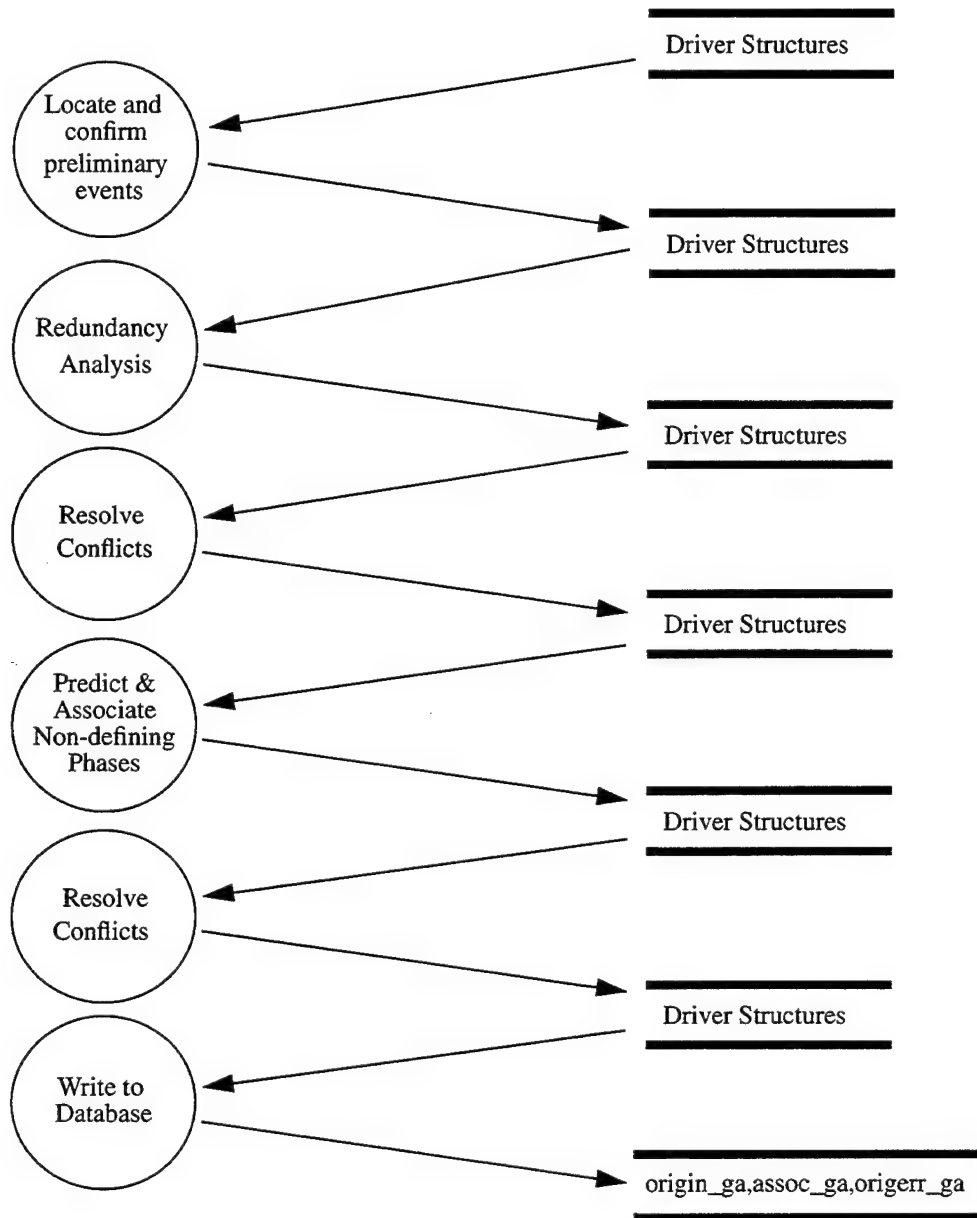 Driver Structures
Locate and
confirm
preliminary
events
Driver Structures
Redundancy
Analysis
Driver Structures
Resolve
Conflicts
Driver Structures
Predict &
Associate
Non-defining
Phases
Driver Structures
Resolve
Conflicts
Driver Structures
Write to
Database
origin_ga,assoc_ga,origerr_ga